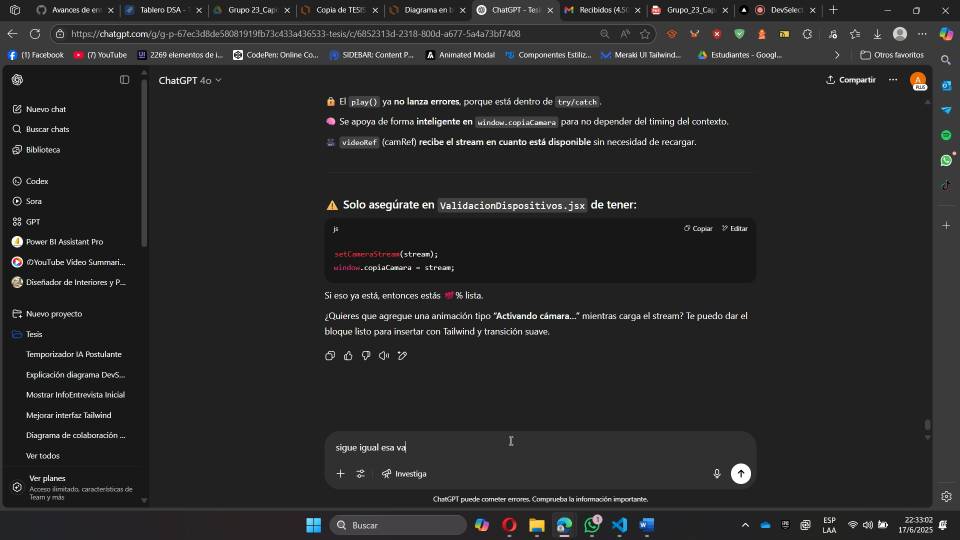 Avances de en
Tablero DSA -
Grupo 23_Cap
Copia de TESIS
Diagrama en b
ChatGPT - Tesi
Recibidos (4.50
Grupo_23_Cap
DevSelect
https://chatgpt.com/g/g-p-67ec3d8de58081919fb73c433a436533-tesis/c/6852313d-2318-800d-a677-5a4a73bf7408
(1) Facebook
(7) YouTube
2269 elementos de i...
CodePen: Online Co...
SIDEBAR: Content P...
Animated Modal
Componentes Estiliz...
Meraki UI Tailwind...
Estudiantes - Googl...
Otros favoritos
ChatGPT 4o
Compartir
PLUS
Nuevo chat
Buscar chats
Biblioteca
Codex
Sora
GPT
Power BI Assistant Pro
YouTube Video Summari...
Diseñador de Interiores y P...
Nuevo proyecto
Tesis
Temporizador IA Postulante
Explicación diagrama DevS...
Mostrar InfoEntrevista Inicial
Mejorar interfaz Tailwind
Diagrama de colaboración ...
Ver todos
Ver planes
Acceso ilimitado, características de
Team y más
El play() ya no lanza errores, porque está dentro de try/catch.
Se apoya de forma inteligente en window.copiaCamara para no depender del timing del contexto.
videoRef (camRef) recibe el stream en cuanto está disponible sin necesidad de recargar.
Solo asegúrate en ValidacionDispositivos.jsx de tener:
js
Copiar
Editar
setCameraStream(stream);
window.copiaCamara = stream;
Si eso ya está, entonces estás 💯% lista.
¿Quieres que agregue una animación tipo “Activando cámara...” mientras carga el stream? Te puedo dar el
bloque listo para insertar con Tailwind y transición suave.
sigue igual esa va
Investiga
ChatGPT puede cometer errores. Comprueba la información importante.
Buscar
1
ESP
LAA
22:33:02
17/6/2025